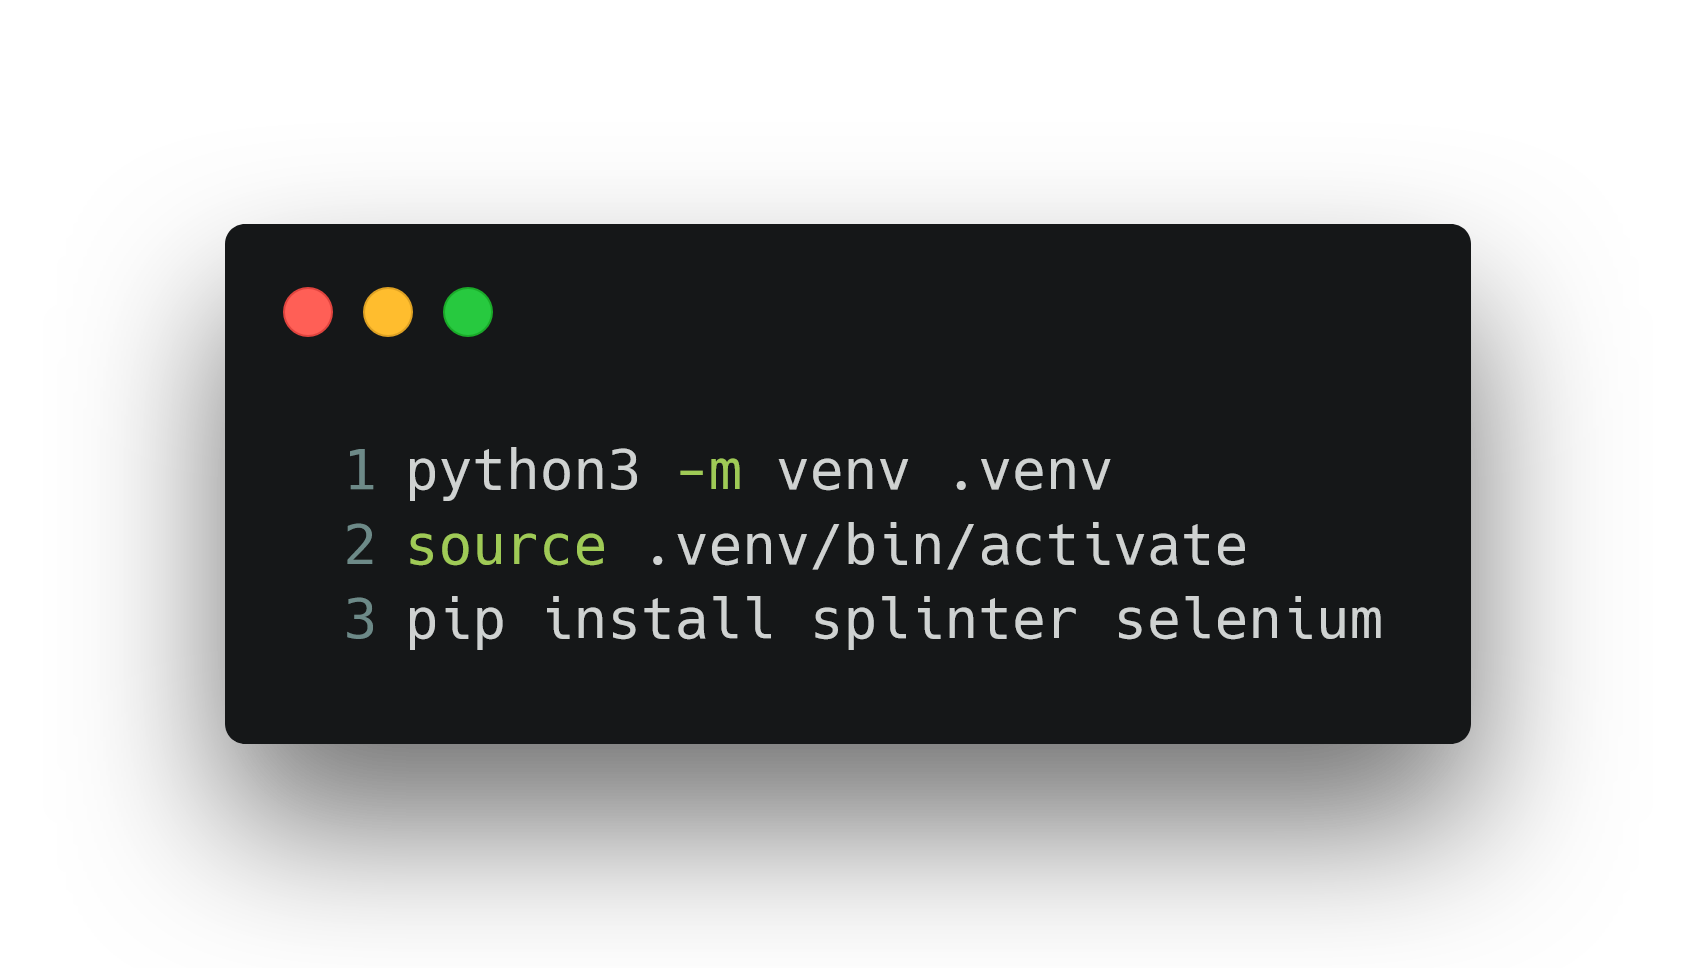 1 python3 -m venv .venv
2 source .venv/bin/activate
3 pip install splinter selenium